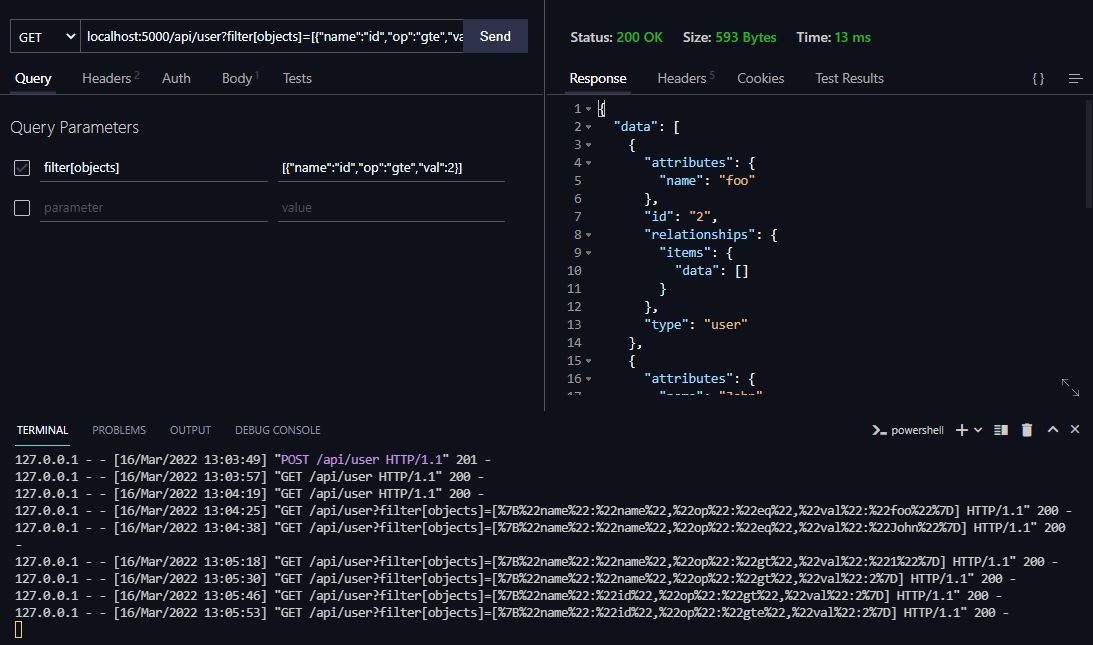 GET localhost:5000/api/user?filter[objects]=[{"name":"id","op":"gte","va Send
Query Headers 2 Auth Body 1 Tests
Query Parameters
filter[objects] [{"name":"id","op":"gte","val":2}]
parameter value
Status: 200 OK Size: 593 Bytes Time: 13 ms
Response Headers 5 Cookies Test Results { }
1 {
2 "data": [
3 {
4 "attributes": {
5 "name": "foo"
6 },
7 "id": "2",
8 "relationships": {
9 "items": {
10 "data": []
11 }
12 },
13 "type": "user"
14 },
15 {
16 "attributes": {
17 "name": "John"
TERMINAL PROBLEMS OUTPUT DEBUG CONSOLE powershell
127.0.0.1 - - [16/Mar/2022 13:03:49] "POST /api/user HTTP/1.1" 201 -
127.0.0.1 - - [16/Mar/2022 13:03:57] "GET /api/user HTTP/1.1" 200 -
127.0.0.1 - - [16/Mar/2022 13:04:19] "GET /api/user HTTP/1.1" 200 -
127.0.0.1 - - [16/Mar/2022 13:04:25] "GET /api/user?filter[objects]=[%7B%22name%22:%22name%22,%22op%22:%22eq%22,%22val%22:%22foo%22%7D] HTTP/1.1" 200 -
127.0.0.1 - - [16/Mar/2022 13:04:38] "GET /api/user?filter[objects]=[%7B%22name%22:%22name%22,%22op%22:%22eq%22,%22val%22:%22John%22%7D] HTTP/1.1" 200
-
127.0.0.1 - - [16/Mar/2022 13:05:18] "GET /api/user?filter[objects]=[%7B%22name%22:%22name%22,%22op%22:%22gt%22,%22val%22:%221%22%7D] HTTP/1.1" 200 -
127.0.0.1 - - [16/Mar/2022 13:05:30] "GET /api/user?filter[objects]=[%7B%22name%22:%22name%22,%22op%22:%22gt%22,%22val%22:2%7D] HTTP/1.1" 200 -
127.0.0.1 - - [16/Mar/2022 13:05:46] "GET /api/user?filter[objects]=[%7B%22name%22:%22id%22,%22op%22:%22gt%22,%22val%22:2%7D] HTTP/1.1" 200 -
127.0.0.1 - - [16/Mar/2022 13:05:53] "GET /api/user?filter[objects]=[%7B%22name%22:%22id%22,%22op%22:%22gte%22,%22val%22:2%7D] HTTP/1.1" 200 -